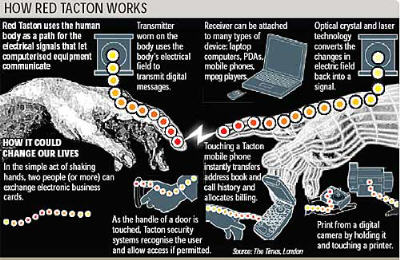 HOW RED TACTON WORKS
Red Tacton uses the human
body as a path for the
electrical signals that let
computerised equipment
communicate
Transmitter
worn on the
body uses the
body's electric
field to
transmit digital
messages.
Receiver can be attached
to many types of
device: laptop
computers, PDAs,
mobile phones,
mpog players.
Optical crystal and laser
technology
converts the
changes in
electric field
back into a
signal.
HOW IT COULD
CHANGE OUR LIVES
In the simple act of shaking
hands, two people (or more) can
exchange electronic business
cards.
As the handle of a door is
touched, Tacton security
systems recognise the user
and allow access if permitted.
Touching a Tacton
mobile phone
instantly transfers
address book and
call history and
allocates billing.
Print from a digital
camera by holding it
and touching a printer.
Source: The Times, London